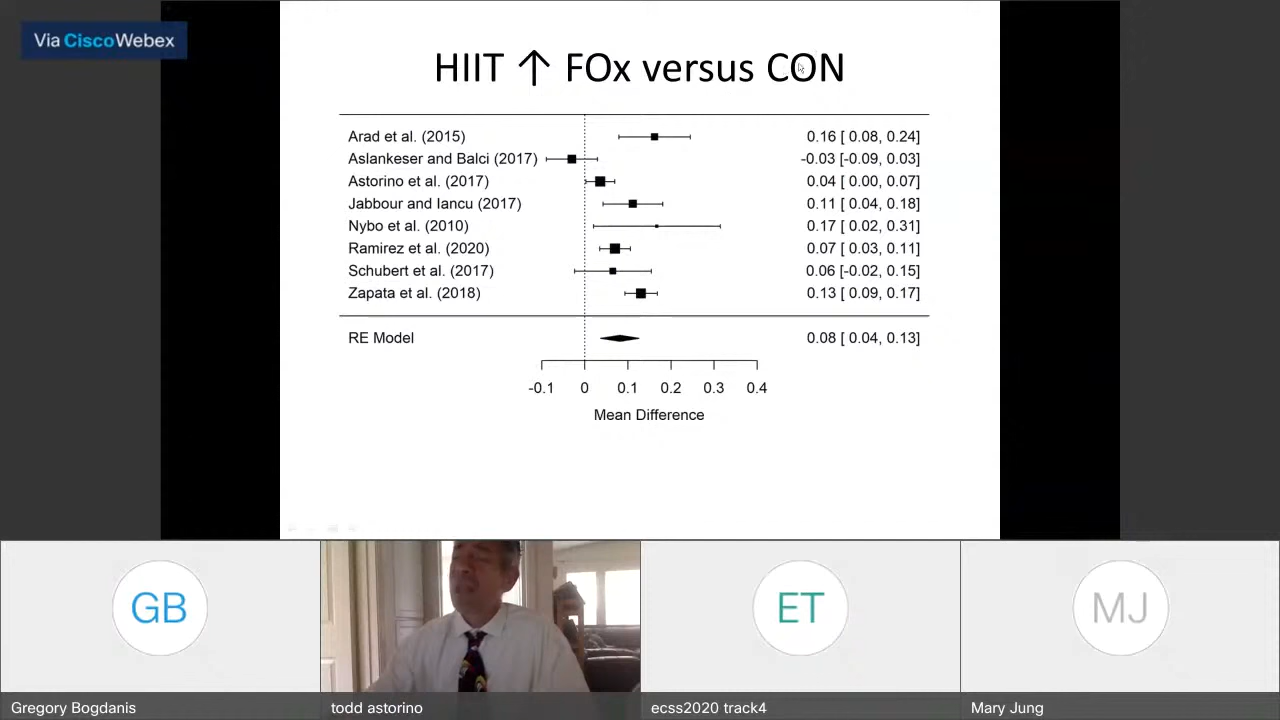 Via CiscoWebex
HIIT ↑ FOx versus CON
Arad et al. (2015) 0.16 [ 0.08, 0.24]
Aslankeser and Balci (2017) -0.03 [-0.09, 0.03]
Astorino et al. (2017) 0.04 [ 0.00, 0.07]
Jabbour and Iancu (2017) 0.11 [ 0.04, 0.18]
Nybo et al. (2010) 0.17 [ 0.02, 0.31]
Ramirez et al. (2020) 0.07 [ 0.03, 0.11]
Schubert et al. (2017) 0.06 [-0.02, 0.15]
Zapata et al. (2018) 0.13 [ 0.09, 0.17]
RE Model 0.08 [ 0.04, 0.13]
-0.1 0 0.1 0.2 0.3 0.4
Mean Difference
GB ET MJ
Gregory Bogdanis todd astorino ecss2020 track4 Mary Jung